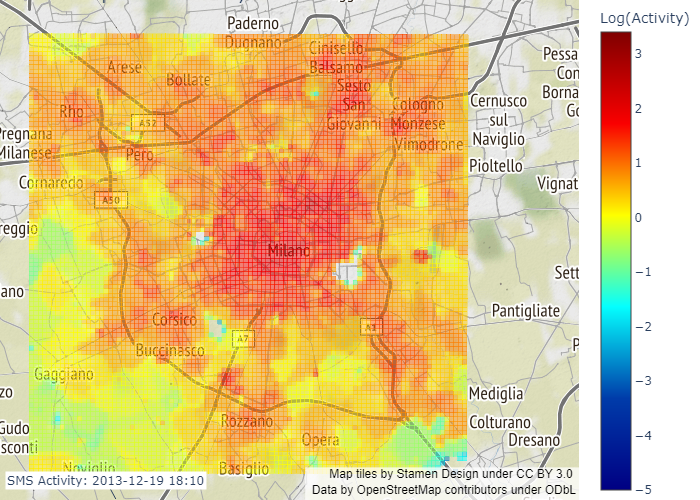 Log(Activity)
Paderno
Dugnano
Cinisello
Balsamo
Arese
Bollate
Sesto
San
Giovanni
Pessa
Con
Borna
Go
Rho
A52
Cologno
Monzese
Cernusco
sul
Naviglio
Pregnana
Milanese
Pero
Vimodrone
Pioltello
Cornaredo
Vignat
A50
reggio
Milano
Sett
ano
Pantigliate
Corsico
A1
A7
Buccinasco
Gaggiano
Mediglia
zo
Rozzano
Colturano
Gudo
sconti
Opera
Dresano
Noviglio
Basiglio
3
2
1
0
−1
−2
−3
−4
−5
SMS Activity: 2013-12-19 18:10
Map tiles by Stamen Design under CC BY 3.0
Data by OpenStreetMap contributors under ODbL